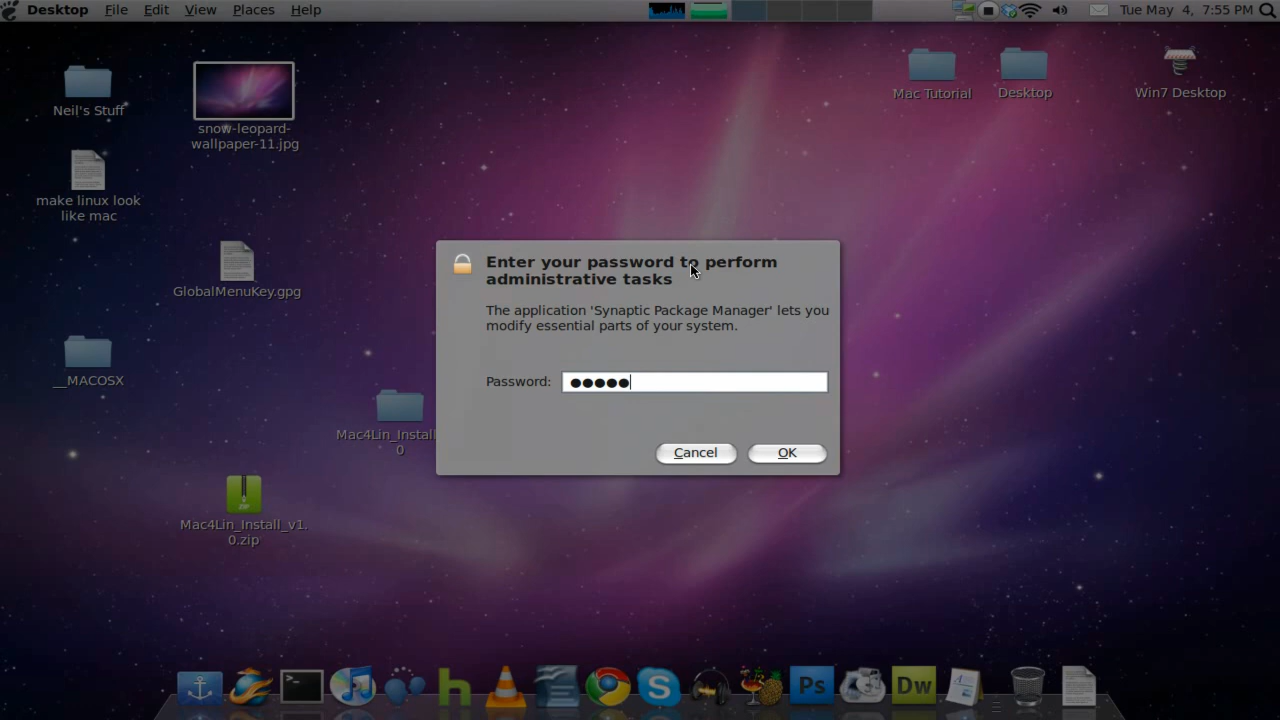 Desktop File Edit View Places Help
Tue May 4, 7:55 PM
Neil's Stuff
snow-leopard-
wallpaper-11.jpg
Mac Tutorial
Desktop
Win7 Desktop
make linux look
like mac
GlobalMenuKey.gpg
__MACOSX
Mac4Lin_Install
0
Mac4Lin_Install_v1.
0.zip
ZIP
Enter your password to perform
administrative tasks
The application 'Synaptic Package Manager' lets you
modify essential parts of your system.
Password: ●●●●●
Cancel OK
>_
h
S
Ps
Dw